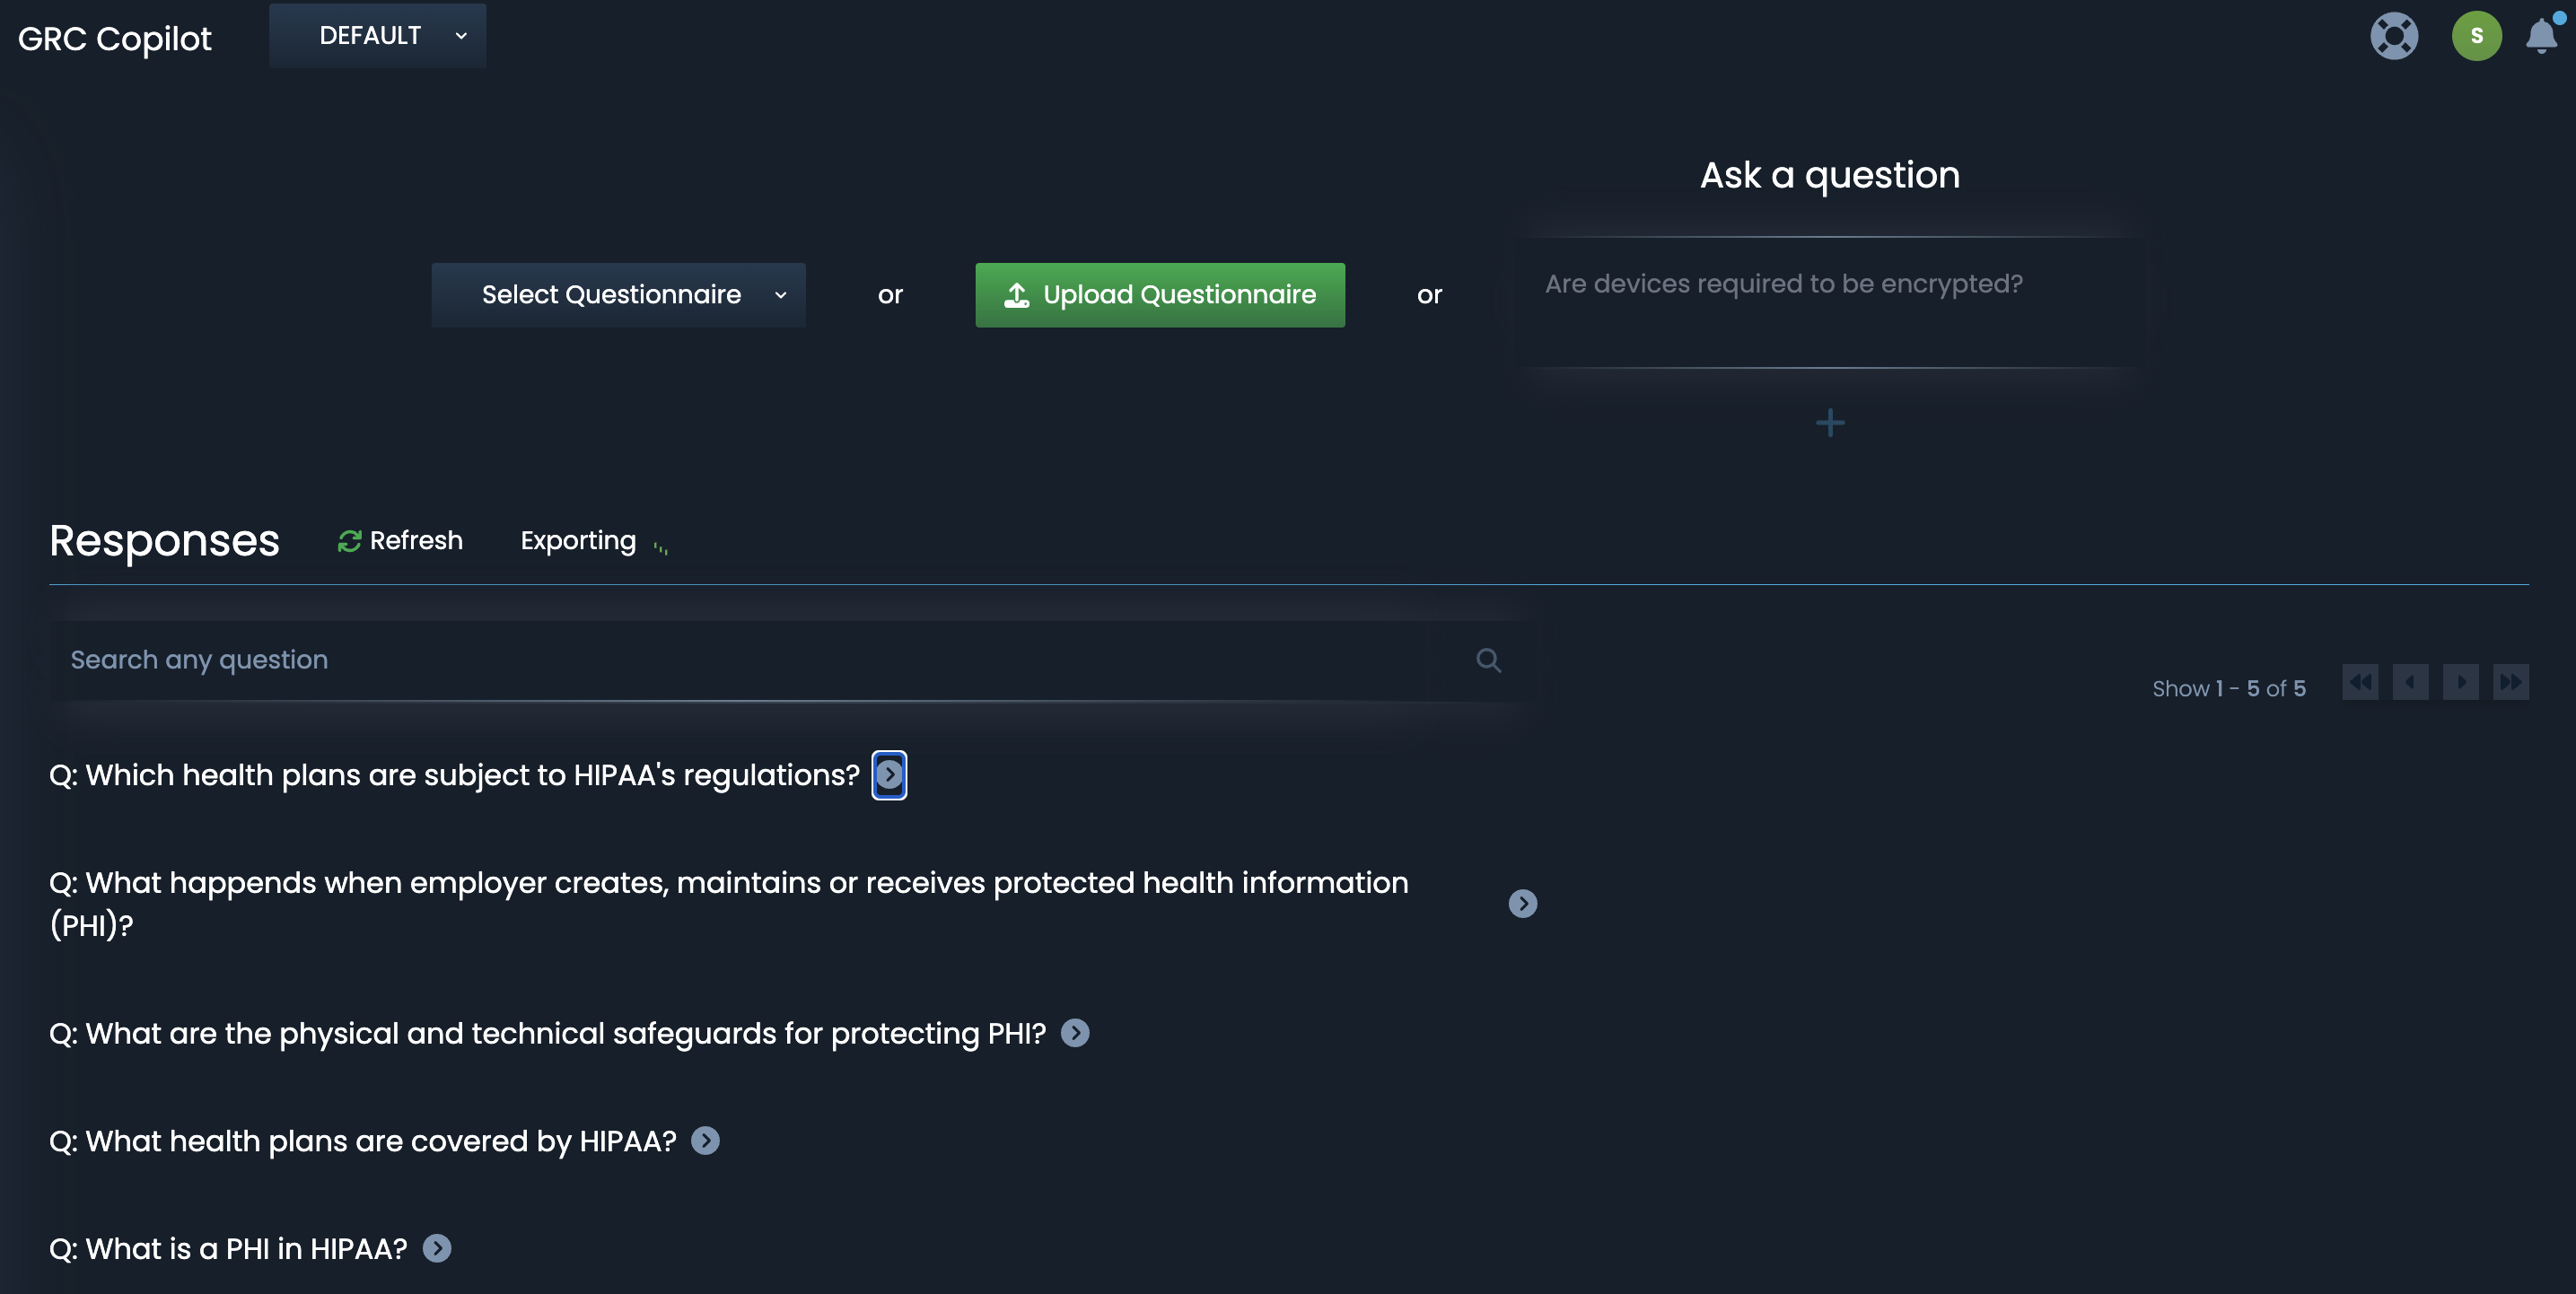 GRC Copilot
DEFAULT
S
Ask a question
Select Questionnaire
or
Upload Questionnaire
or
Are devices required to be encrypted?
Responses
Refresh
Exporting
Search any question
Show 1 - 5 of 5
Q: Which health plans are subject to HIPAA's regulations?
Q: What happends when employer creates, maintains or receives protected health information
(PHI)?
Q: What are the physical and technical safeguards for protecting PHI?
Q: What health plans are covered by HIPAA?
Q: What is a PHI in HIPAA?